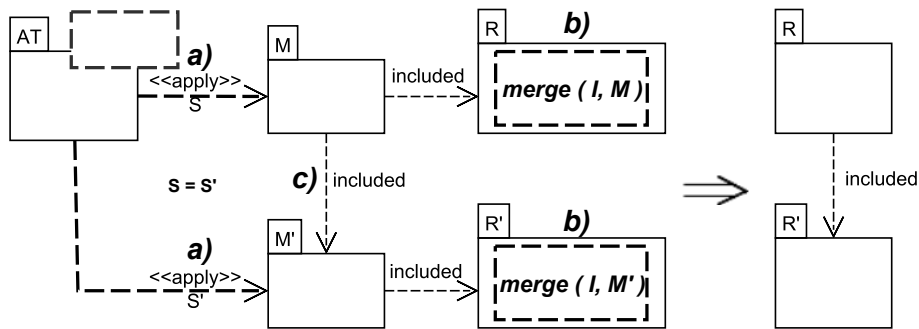 AT
a)
<<apply>>
S
M
included
R
b)
merge ( I, M )
R
S = S'
c)
included
included
a)
<<apply>>
S'
M'
included
R'
b)
merge ( I, M' )
R'